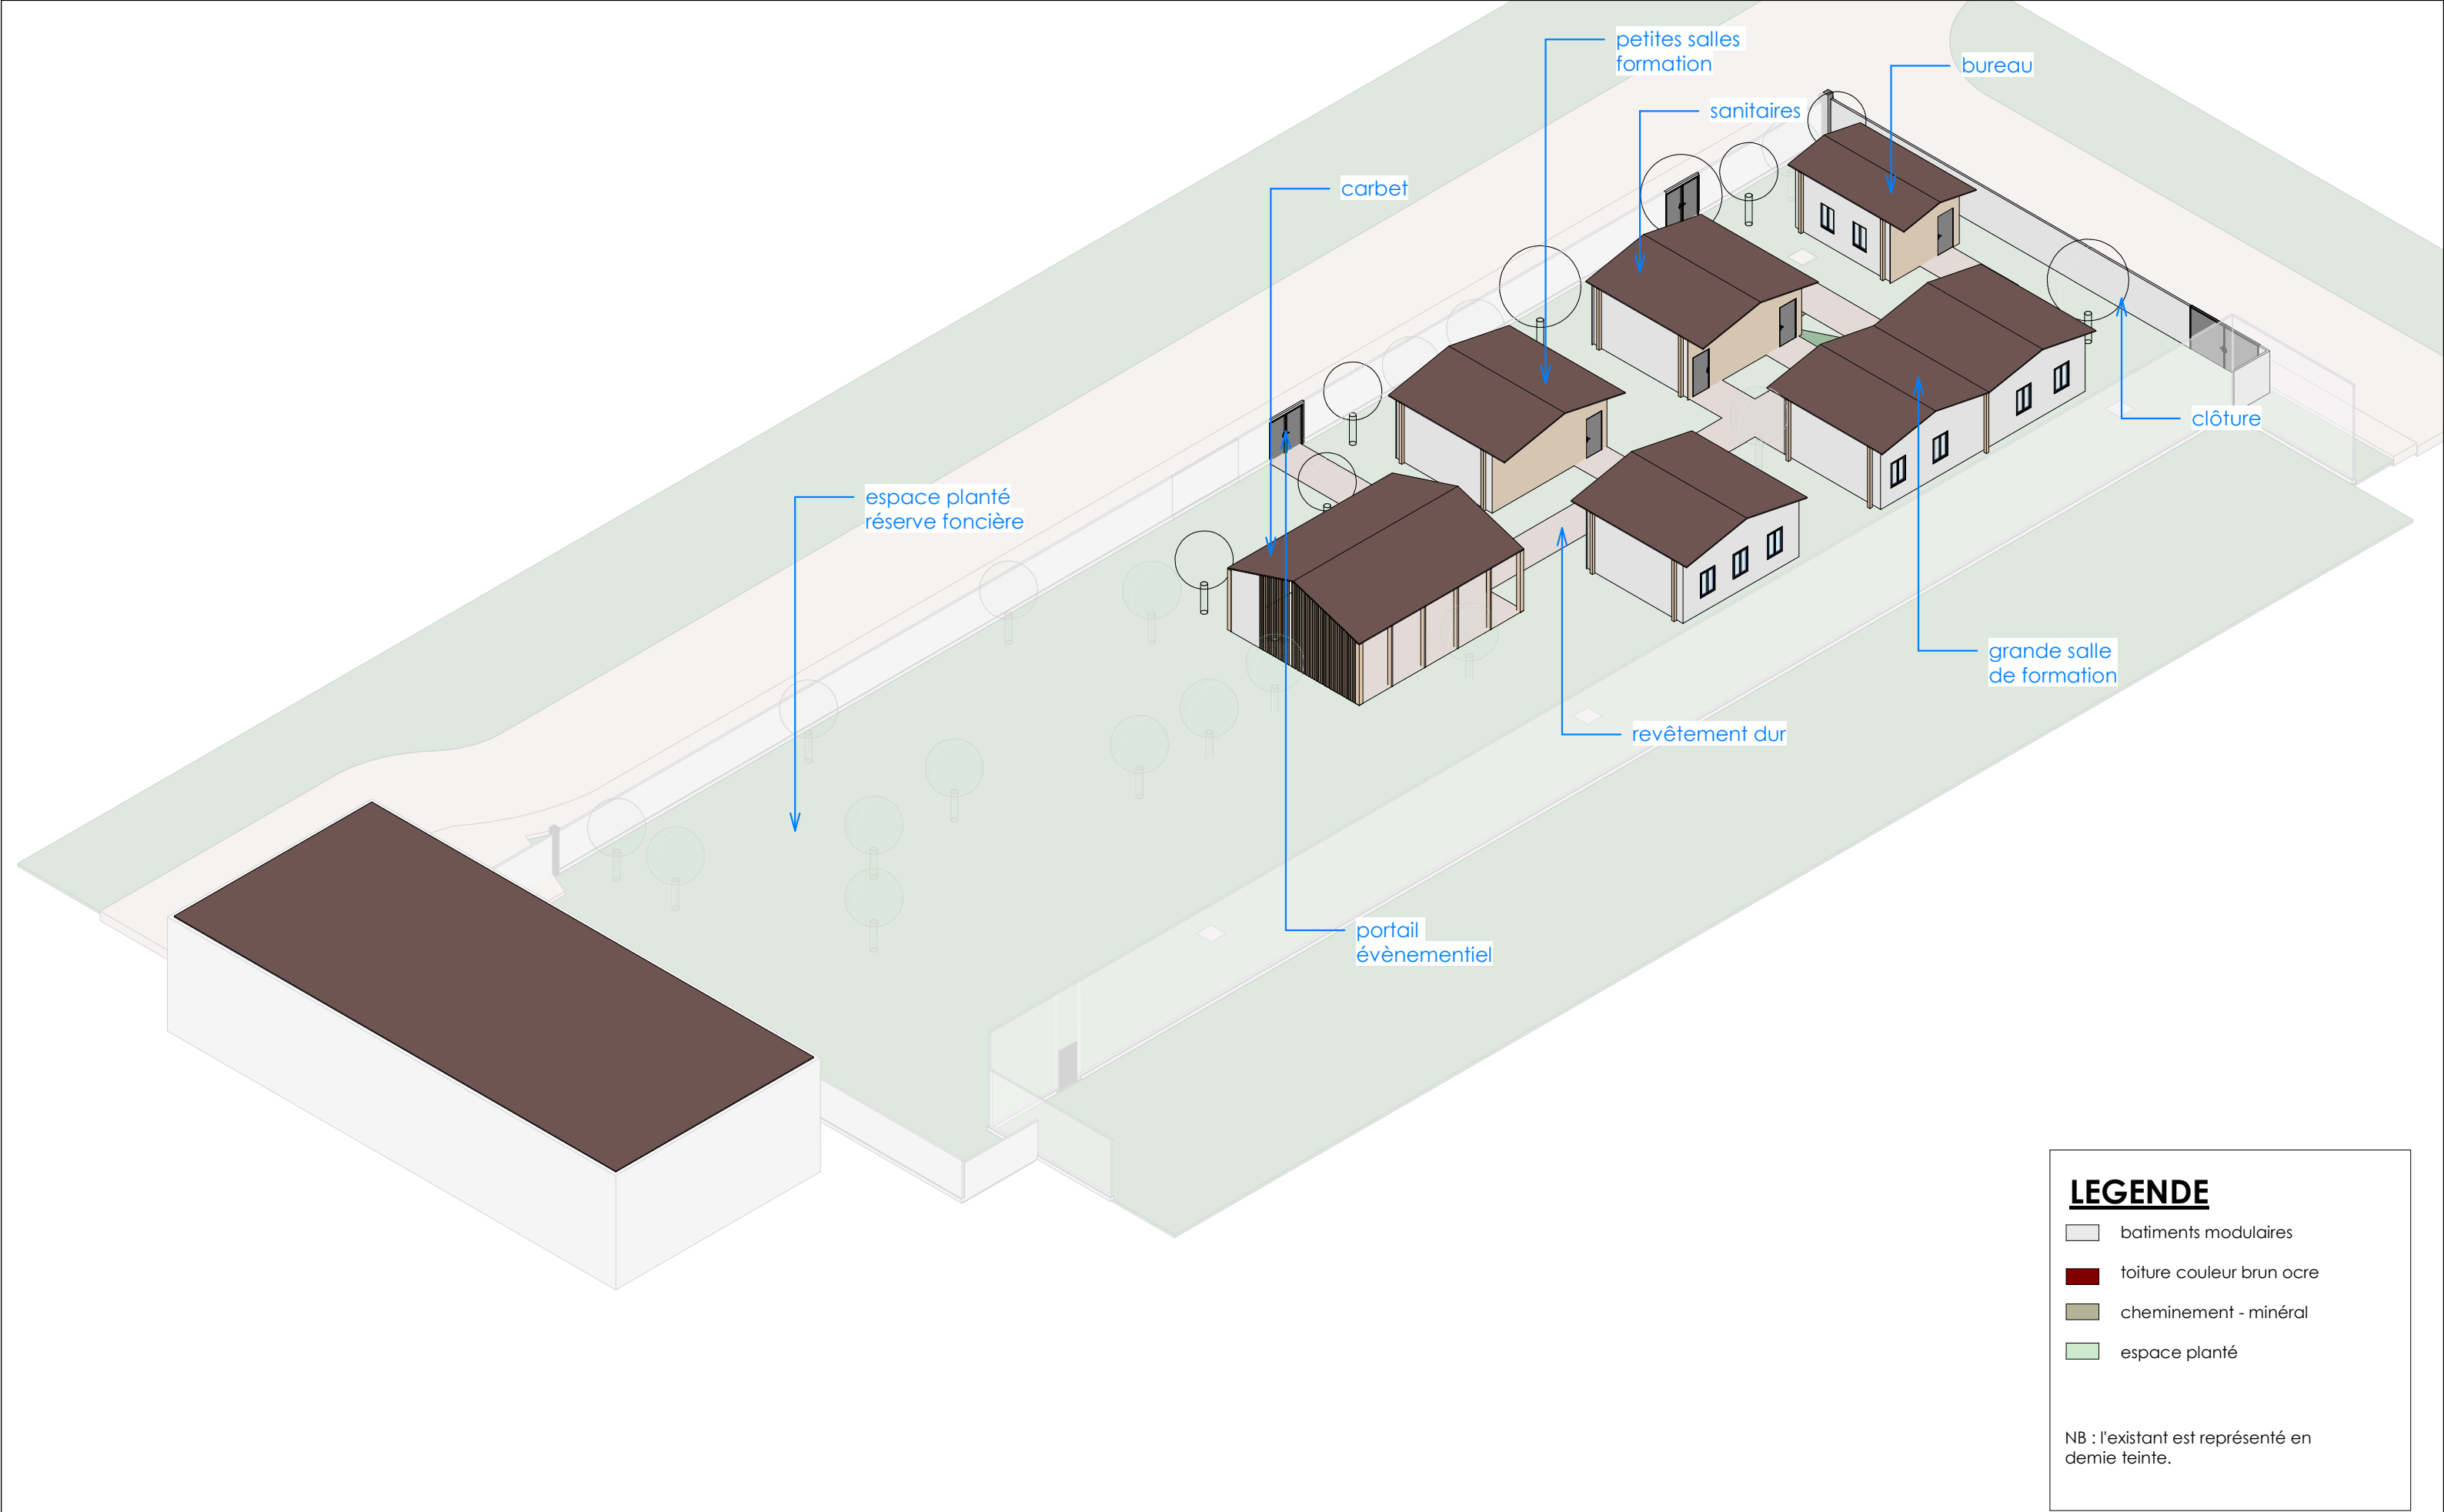 petites salles
formation
bureau
sanitaires
carbet
clôture
espace planté
réserve foncière
grande salle
de formation
revêtement dur
portail
évènementiel
LEGENDE
batiments modulaires
toiture couleur brun ocre
cheminement - minéral
espace planté
NB : l'existant est représenté en
demie teinte.